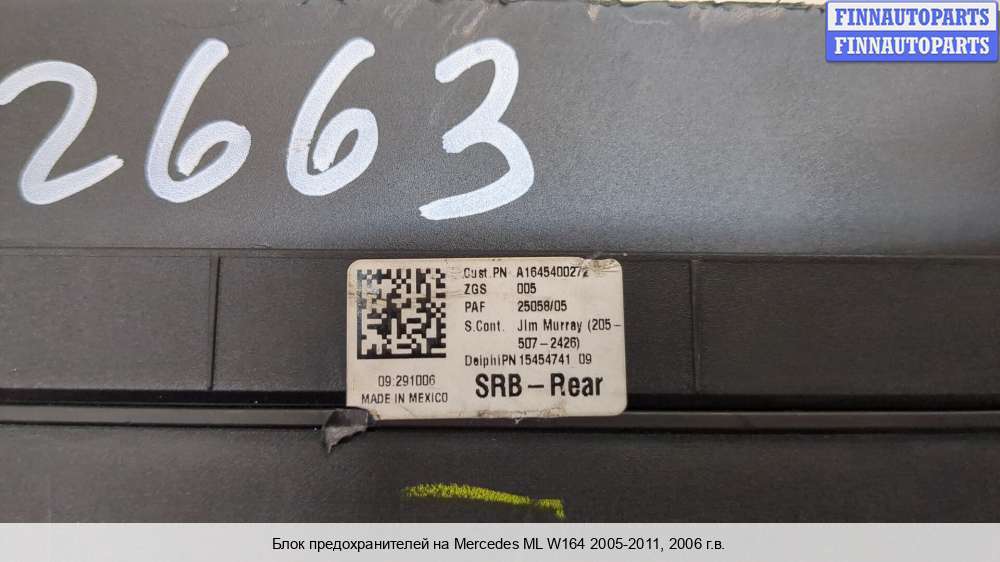 FINNAUTOPARTS
FINNAUTOPARTS
2663
Cust.PN A1645400272
ZGS 005
PAF 25058/05
S.Cont. Jim Murray (205-
507-2426)
DelphiPN 15454741 09
09:291006
MADE IN MEXICO
SRB-Rear
Блок предохранителей на Mercedes ML W164 2005-2011, 2006 г.в.